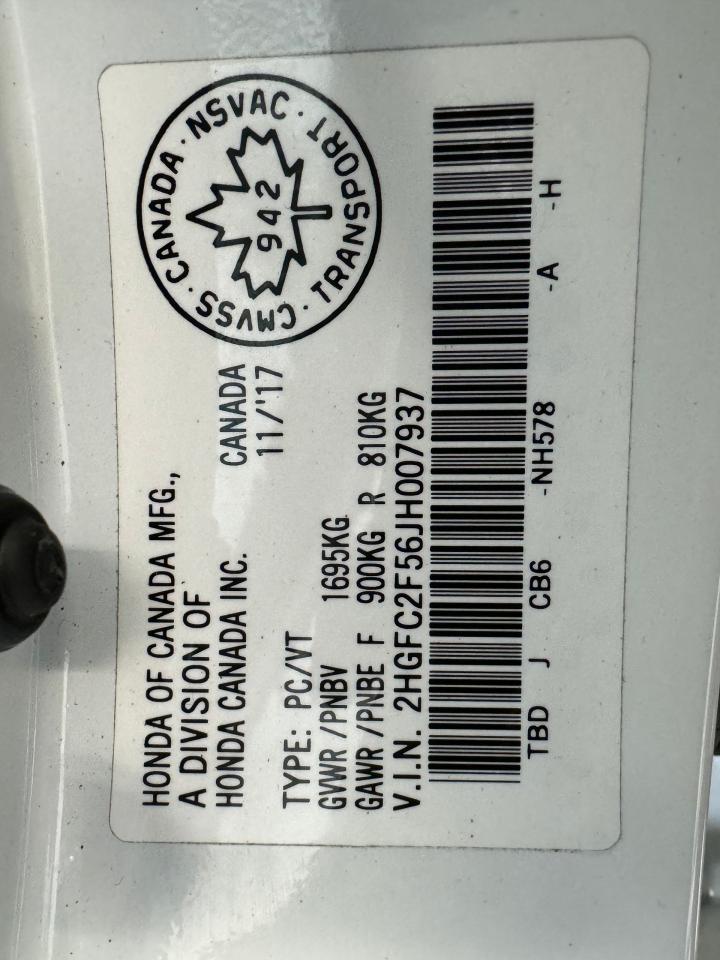 HONDA OF CANADA MFG.,
A DIVISION OF
HONDA CANADA INC.
CANADA
11/'17
TYPE: PC/VT
GVWR/PNBV 1695KG
GAWR/PNBE F 900KG R 810KG
V.I.N. 2HGFC2F56JH007937
TBD J CB6 -NH578 -A -H
CANADA · NSVAC · TRANSPORT · CMVSS ·
942